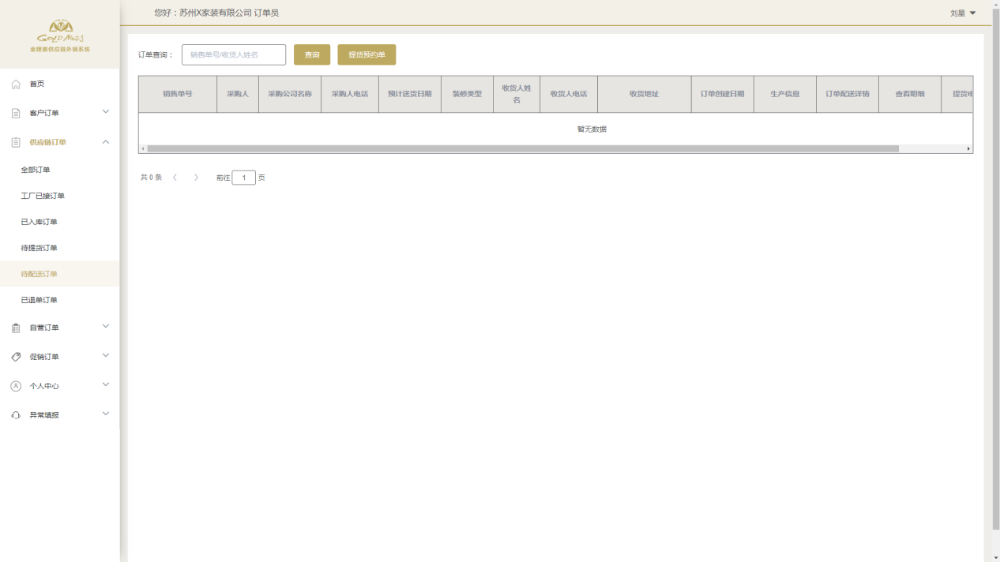 您好：苏州X家装有限公司 订单员
刘星
GOLD MANTIS
金螳螂供应链外销系统
首页
客户订单
供应链订单
全部订单
工厂已接订单
已入库订单
待提货订单
待配送订单
已退单订单
自营订单
促销订单
个人中心
异常填报
订单查询： 销售单号/收货人姓名 查询 提货预约单
销售单号 采购人 采购公司名称 采购人电话 预计送货日期 装修类型 收货人姓名 收货人电话 收货地址 订单创建日期 生产信息 订单配送详情 查看明细 提货
暂无数据
共 0 条 前往 1 页